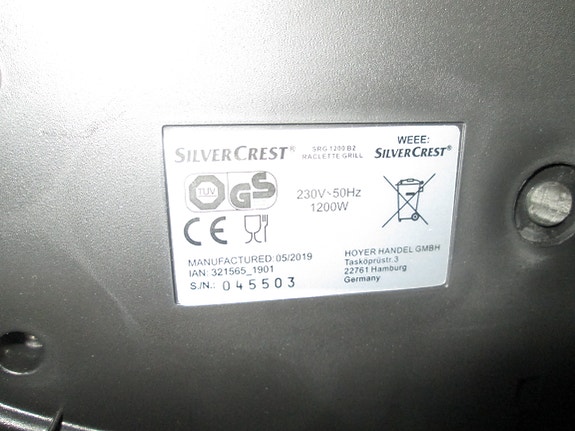 SILVERCREST®
SRG 1200 B2
RACLETTE GRILL
WEEE:
SILVERCREST®
TÜV
GS
230V~50Hz
1200W
CE
MANUFACTURED: 05/2019
IAN: 321565_1901
S./N.: 045503
HOYER HANDEL GMBH
Tasköprüstr. 3
22761 Hamburg
Germany